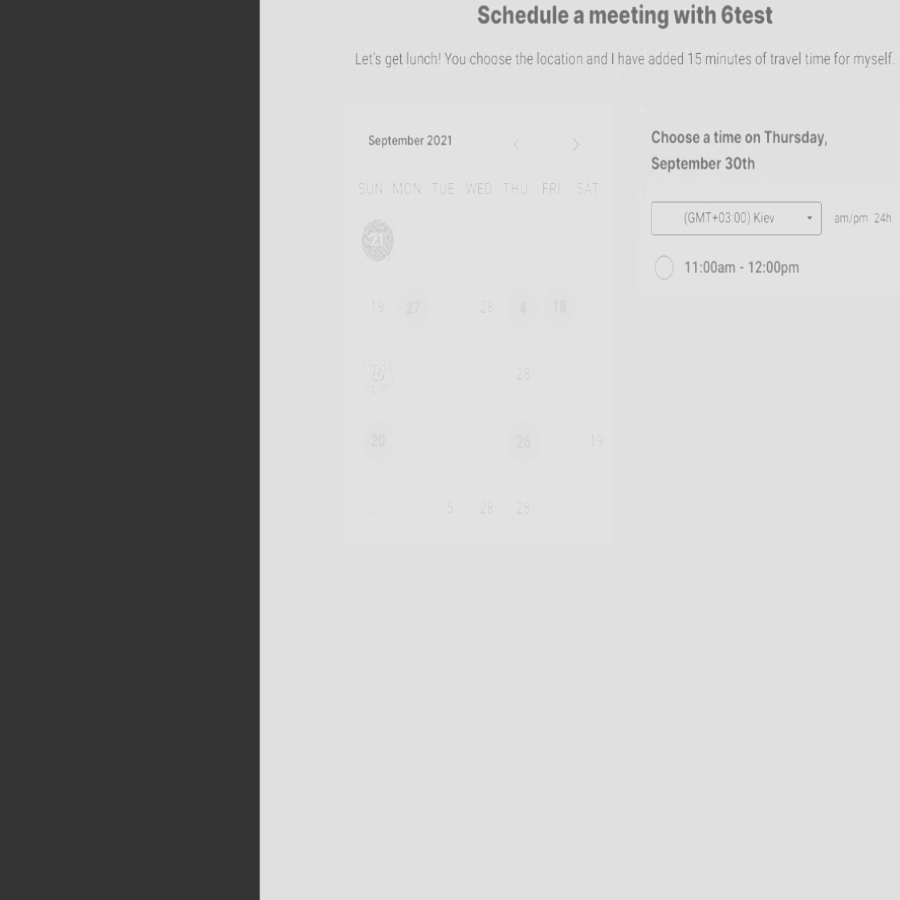 Schedule a meeting with 6test
Let's get lunch! You choose the location and I have added 15 minutes of travel time for myself.
September 2021
SUN MON TUE WED THU FRI SAT
21
19 27 28 4 18
16 28
20 26 19
5 28 28
Choose a time on Thursday,
September 30th
(GMT+03:00) Kiev am/pm 24h
11:00am - 12:00pm